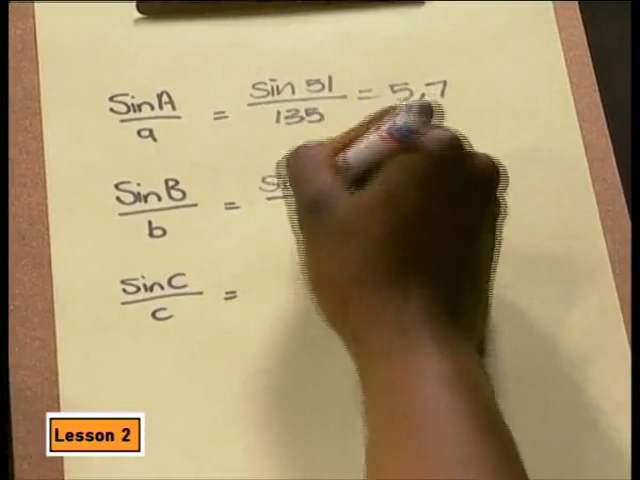 SinA = sin 51 = 5,7
a 135
SinB =
b
sinC =
c
Lesson 2